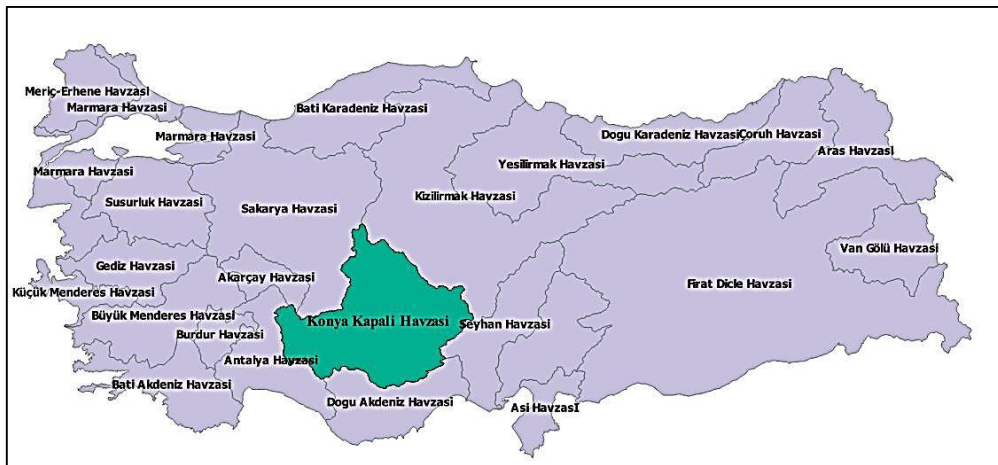 Meriç-Erhene Havzasi
Marmara Havzasi
Bati Karadeniz Havzasi
Marmara Havzasi
Dogu Karadeniz Havzasi
Çoruh Havzasi
Aras Havzasi
Marmara Havzasi
Yesilirmak Havzasi
Susurluk Havzasi
Sakarya Havzasi
Kizilirmak Havzasi
Van Gölü Havzasi
Gediz Havzasi
Akarçay Havzasi
Firat Dicle Havzasi
Küçük Menderes Havzasi
Büyük Menderes Havzasi
Konya Kapali Havzasi
Seyhan Havzasi
Burdur Havzasi
Antalya Havzasi
Bati Akdeniz Havzasi
Dogu Akdeniz Havzasi
Asi HavzasI